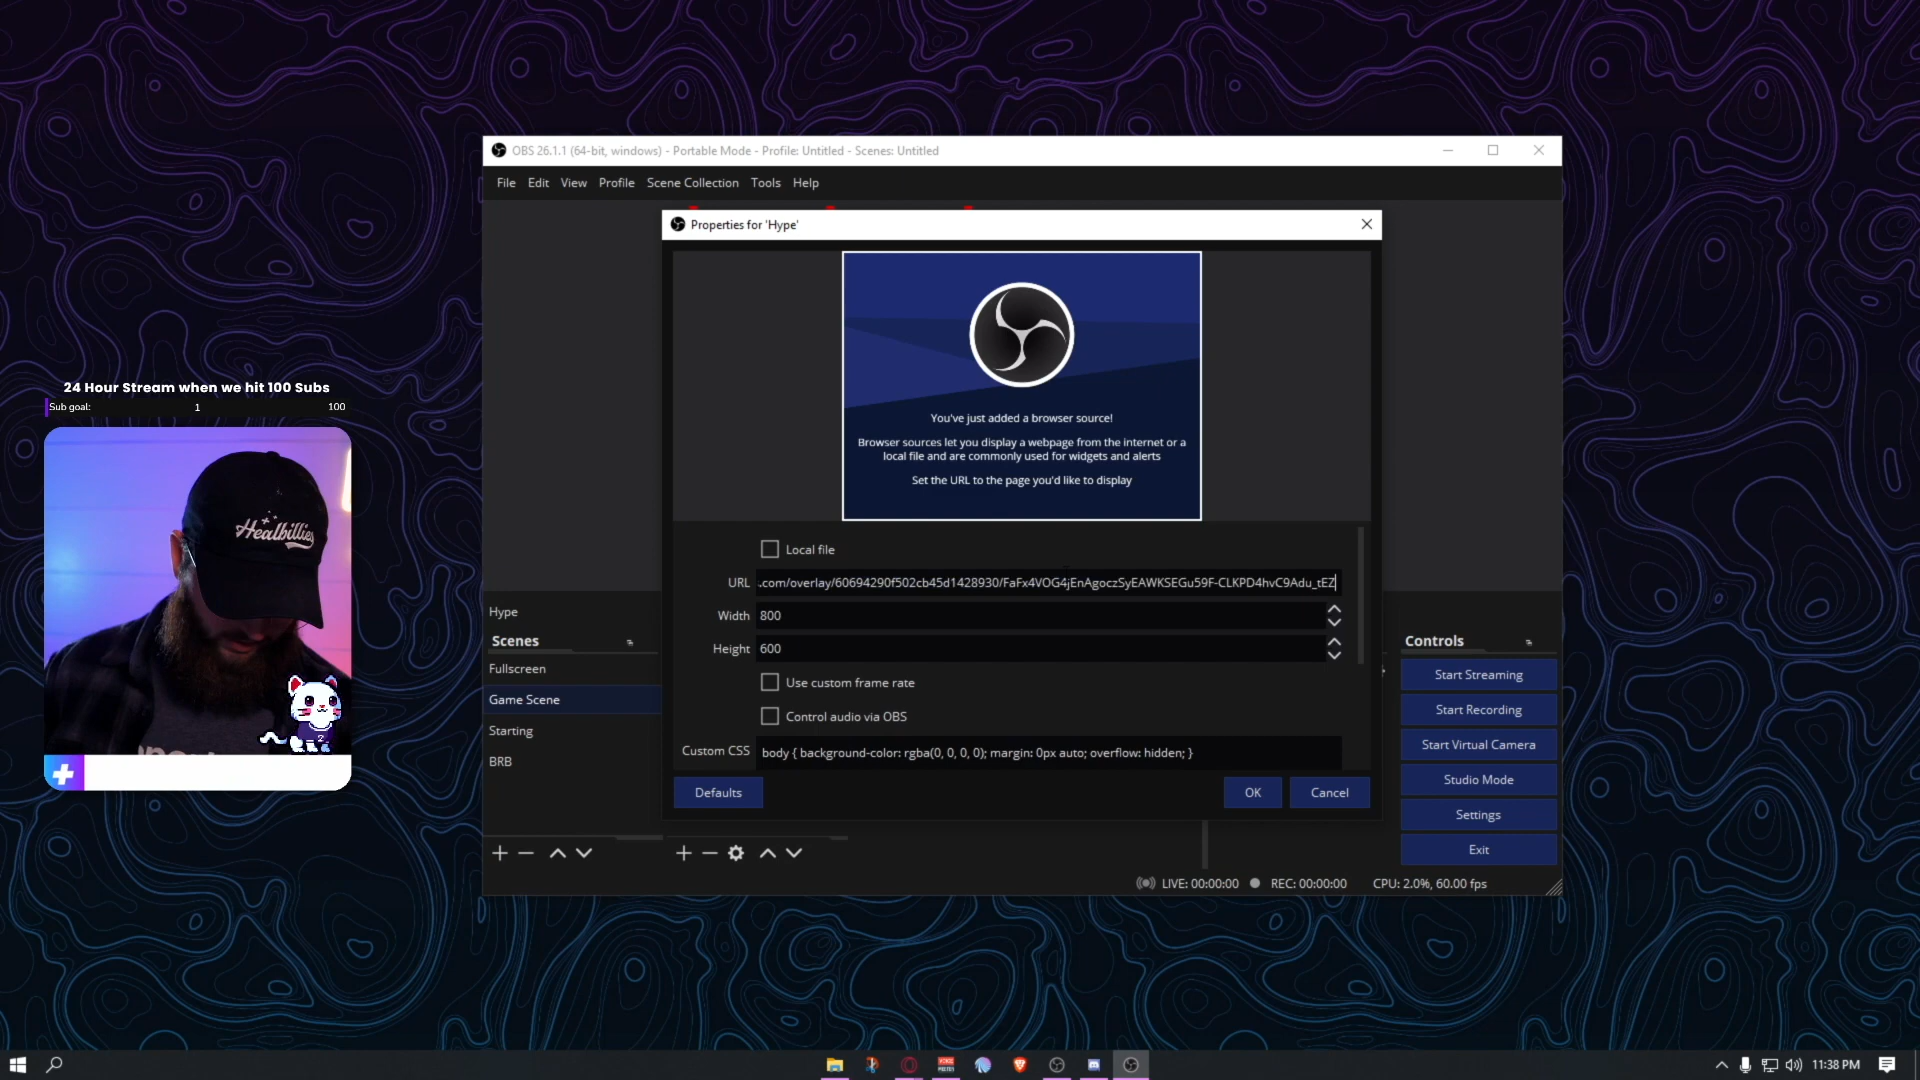 OBS 26.1.1 (64-bit, windows) - Portable Mode - Profile: Untitled - Scenes: Untitled
File Edit View Profile Scene Collection Tools Help
Properties for 'Hype'
You've just added a browser source!
Browser sources let you display a webpage from the internet or a
local file and are commonly used for widgets and alerts
Set the URL to the page you'd like to display
24 Hour Stream when we hit 100 Subs
Sub goal: 1 100
Healbillies
Local file
URL .com/overlay/60694290f502cb45d1428930/FaFx4VOG4jEnAgoczSyEAWKSEGu59F-CLKPD4hvC9Adu_tEZ
Width 800
Height 600
Use custom frame rate
Control audio via OBS
Custom CSS body { background-color: rgba(0, 0, 0, 0); margin: 0px auto; overflow: hidden; }
Defaults OK Cancel
Hype
Scenes
Fullscreen
Game Scene
Starting
BRB
Controls
Start Streaming
Start Recording
Start Virtual Camera
Studio Mode
Settings
Exit
LIVE: 00:00:00 REC: 00:00:00 CPU: 2.0%, 60.00 fps
11:38 PM